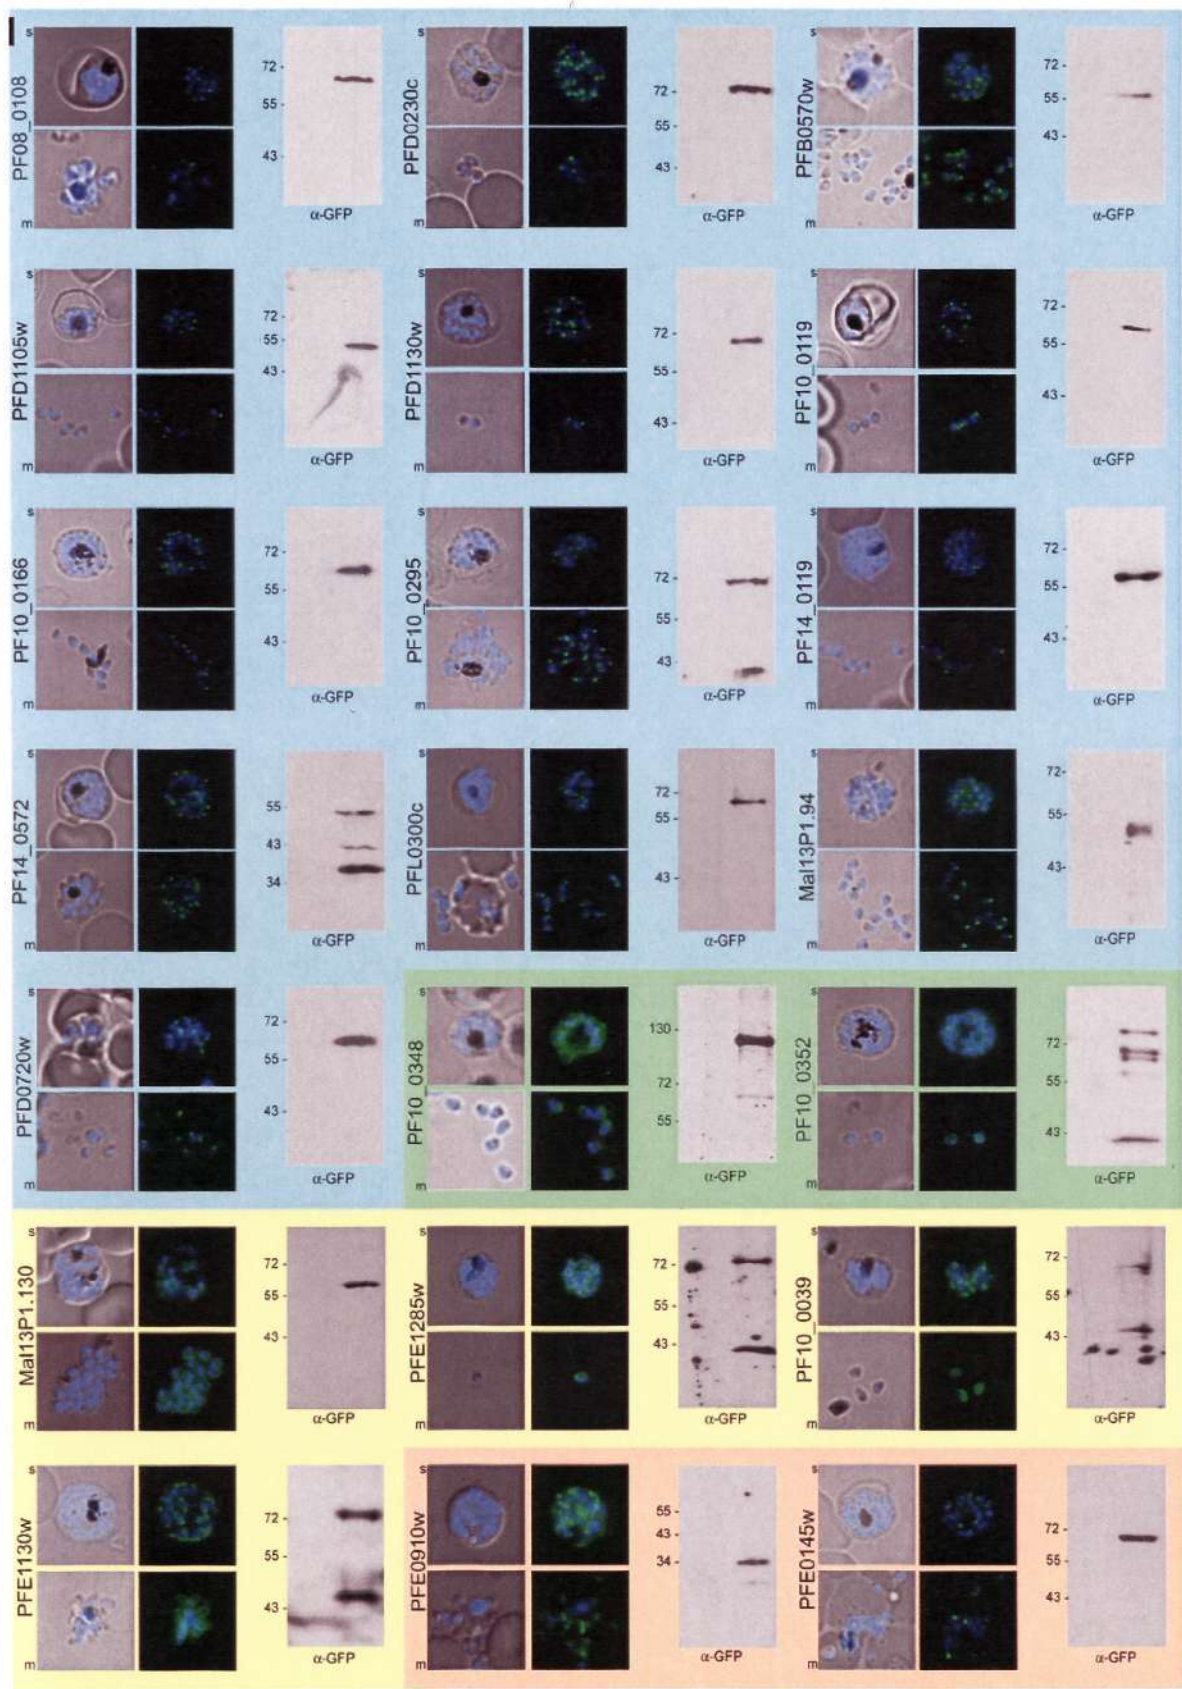 I
PF08_0108
s
m
72
55
43
α-GFP
PFD0230c
72
55
43
α-GFP
PFB0570w
s
m
72
55
43
α-GFP
PFD1105w
s
m
72
55
43
α-GFP
PFD1130w
72
55
43
α-GFP
PF10_0119
s
m
72
55
43
α-GFP
PF10_0166
s
m
72
55
43
α-GFP
PF10_0295
s
m
72
55
43
α-GFP
PF14_0119
s
m
72
55
43
α-GFP
PF14_0572
s
m
55
43
34
α-GFP
PFL0300c
s
m
72
55
43
α-GFP
Mal13P1.94
s
m
72
43
α-GFP
PFD0720w
s
m
72
55
43
α-GFP
PF10_0348
s
m
130
72
55
α-GFP
PF10_0352
s
m
72
55
43
α-GFP
Mal13P1.130
s
m
72
55
43
α-GFP
PFE1285w
s
m
72
55
43
α-GFP
PF10_0039
s
m
72
55
43
α-GFP
PFE1130w
s
m
72
55
43
α-GFP
PFE0910w
s
m
55
43
34
α-GFP
PFE0145w
s
m
72
55
43
α-GFP